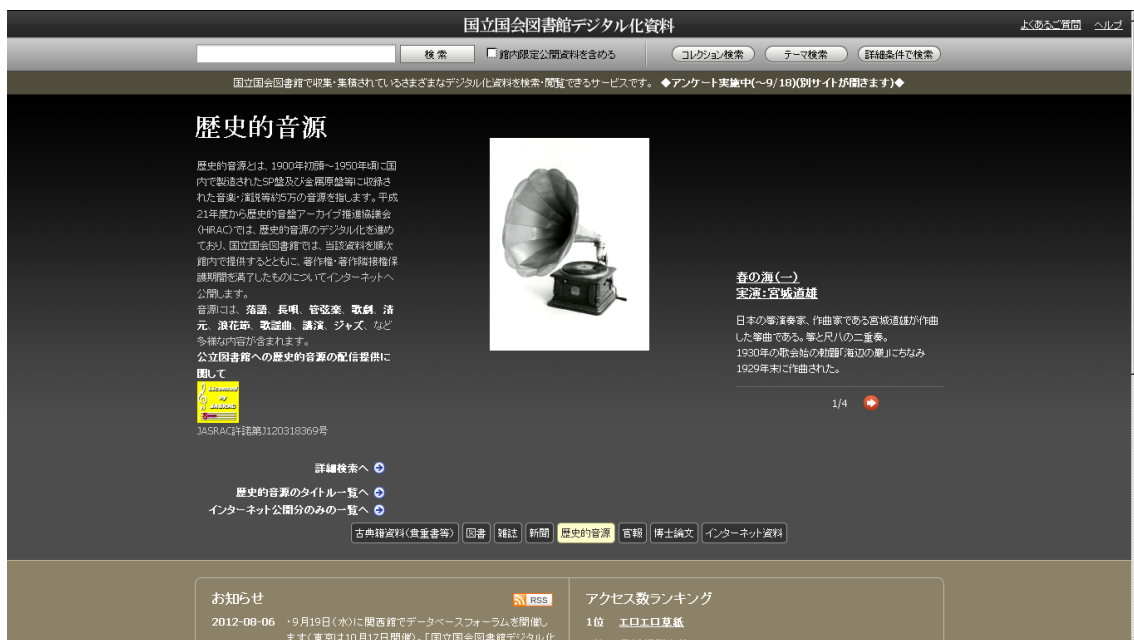 国立国会図書館デジタル化資料
よくあるご質問 ヘルプ
検索
館内限定公開資料を含める
コレクション検索
テーマ検索
詳細条件で検索
国立国会図書館で収集・集積されているさまざまなデジタル化資料を検索・閲覧できるサービスです。 ◆アンケート実施中(～9/18)(別サイトが開きます)◆
歴史的音源
歴史的音源とは、1900年初頭～1950年頃に国
内で製造されたSP盤及び金属原盤等に収録さ
れた音楽・演説等約5万の音源を指します。平成
21年度から歴史的音盤アーカイブ推進協議会
(HiRAC)では、歴史的音源のデジタル化を進め
ており、国立国会図書館では、当該資料を順次
館内で提供するとともに、著作権・著作隣接権保
護期間を満了したものについてインターネットへ
公開します。
音源には、落語、長唄、管弦楽、歌劇、清
元、浪花節、歌謡曲、講演、ジャズ、など
多様な内容が含まれます。
公立図書館への歴史的音源の配信提供に
関して
Licensed
by
JASRAC
JASRAC許諾第J120318369号
春の海(一)
実演:宮城道雄
日本の箏演奏家、作曲家である宮城道雄が作曲
した箏曲である。箏と尺八の二重奏。
1930年の歌会始の勅題「海辺の巌」にちなみ
1929年末に作曲された。
1/4
詳細検索へ
歴史的音源のタイトル一覧へ
インターネット公開分のみの一覧へ
古典籍資料(貴重書等) 図書 雑誌 新聞 歴史的音源 官報 博士論文 インターネット資料
お知らせ
RSS
2012-08-06 ・9月19日(水)に関西館でデータベースフォーラムを開催し
ます(東京は10月17日開催)。「国立国会図書館デジタル化
アクセス数ランキング
1位 エロエロ草紙